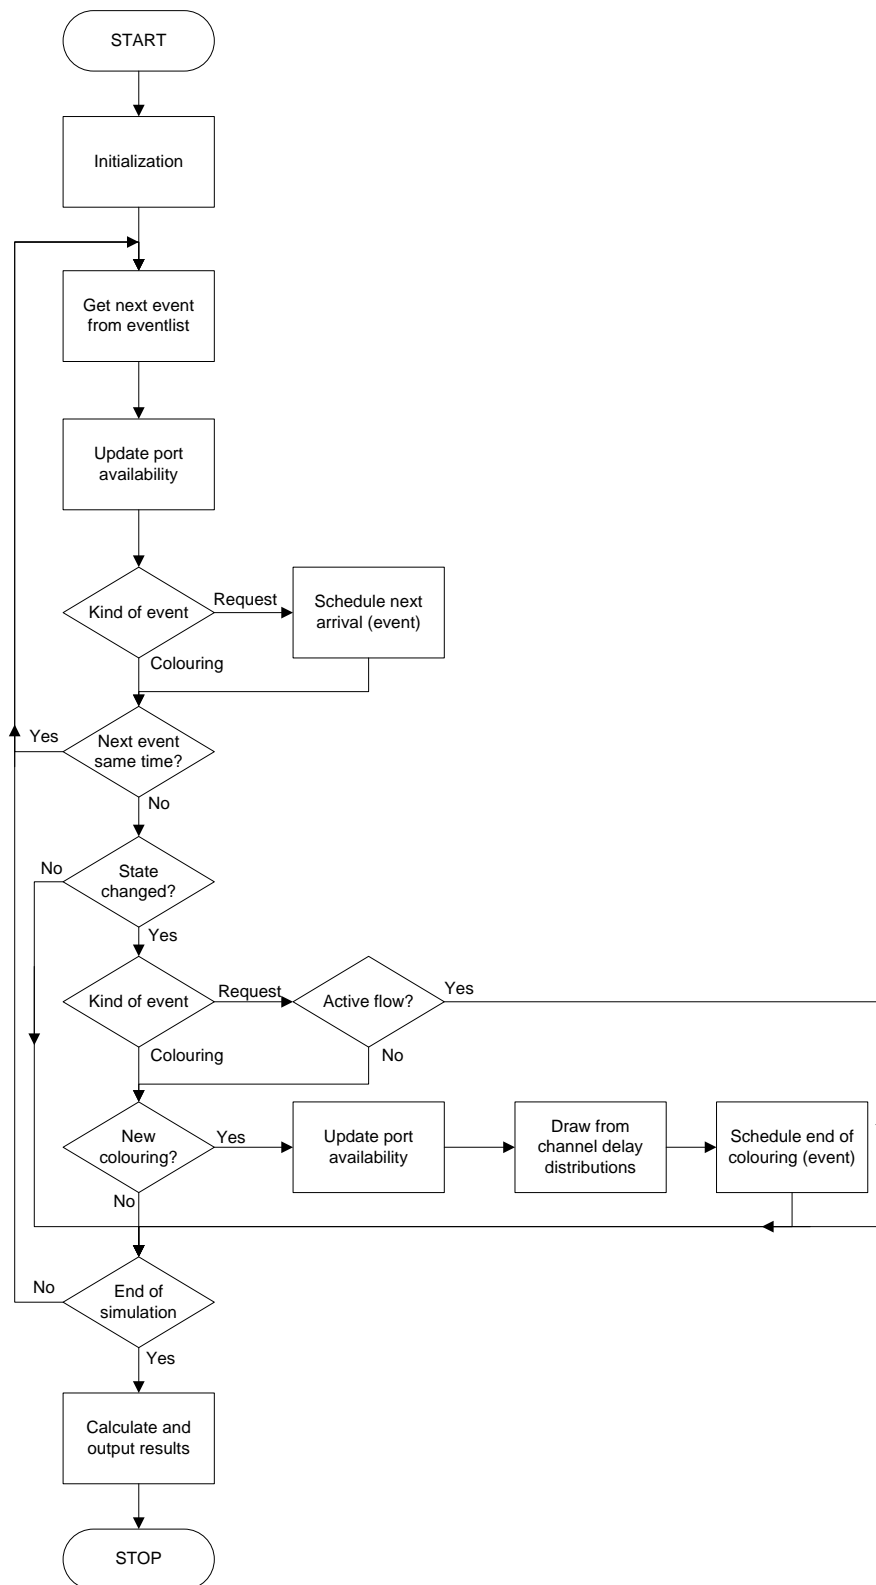 START
Initialization
Get next event
from eventlist
Update port
availability
Kind of event
Request
Schedule next
arrival (event)
Colouring
Yes
Next event
same time?
No
No
State
changed?
Yes
Kind of event
Request
Active flow?
Yes
Colouring
No
New
colouring?
Yes
Update port
availability
Draw from
channel delay
distributions
Schedule end of
colouring (event)
No
No
End of
simulation
Yes
Calculate and
output results
STOP